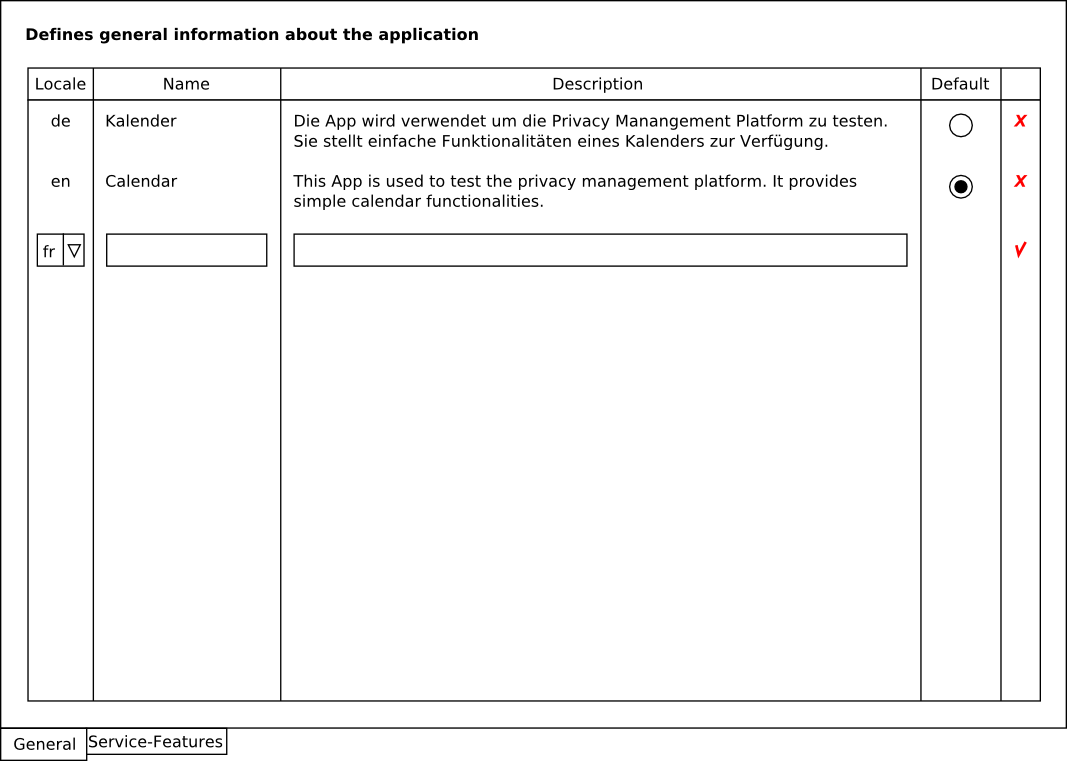 Defines general information about the application
Locale Name Description Default
de Kalender Die App wird verwendet um die Privacy Manangement Platform zu testen.
Sie stellt einfache Funktionalitäten eines Kalenders zur Verfügung.
X
en Calendar This App is used to test the privacy management platform. It provides
simple calendar functionalities.
X
fr
General Service-Features